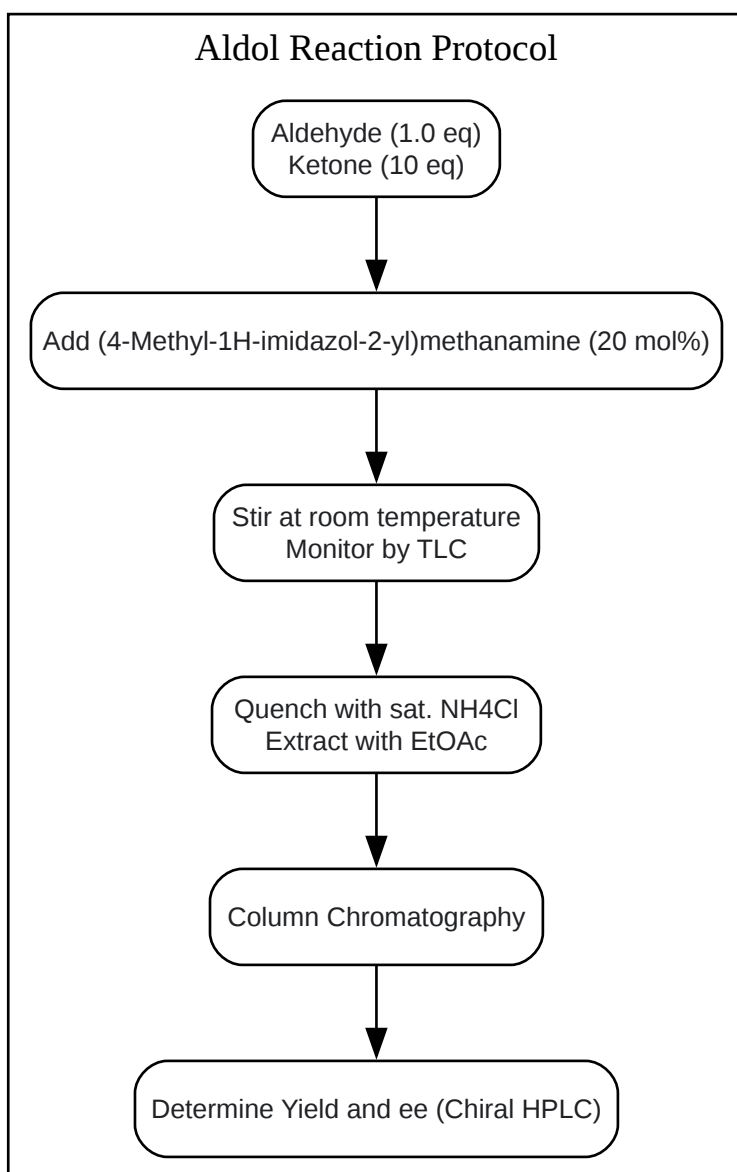 Aldol Reaction Protocol
Aldehyde (1.0 eq)
Ketone (10 eq)
Add (4-Methyl-1H-imidazol-2-yl)methanamine (20 mol%)
Stir at room temperature
Monitor by TLC
Quench with sat. NH4Cl
Extract with EtOAc
Column Chromatography
Determine Yield and ee (Chiral HPLC)